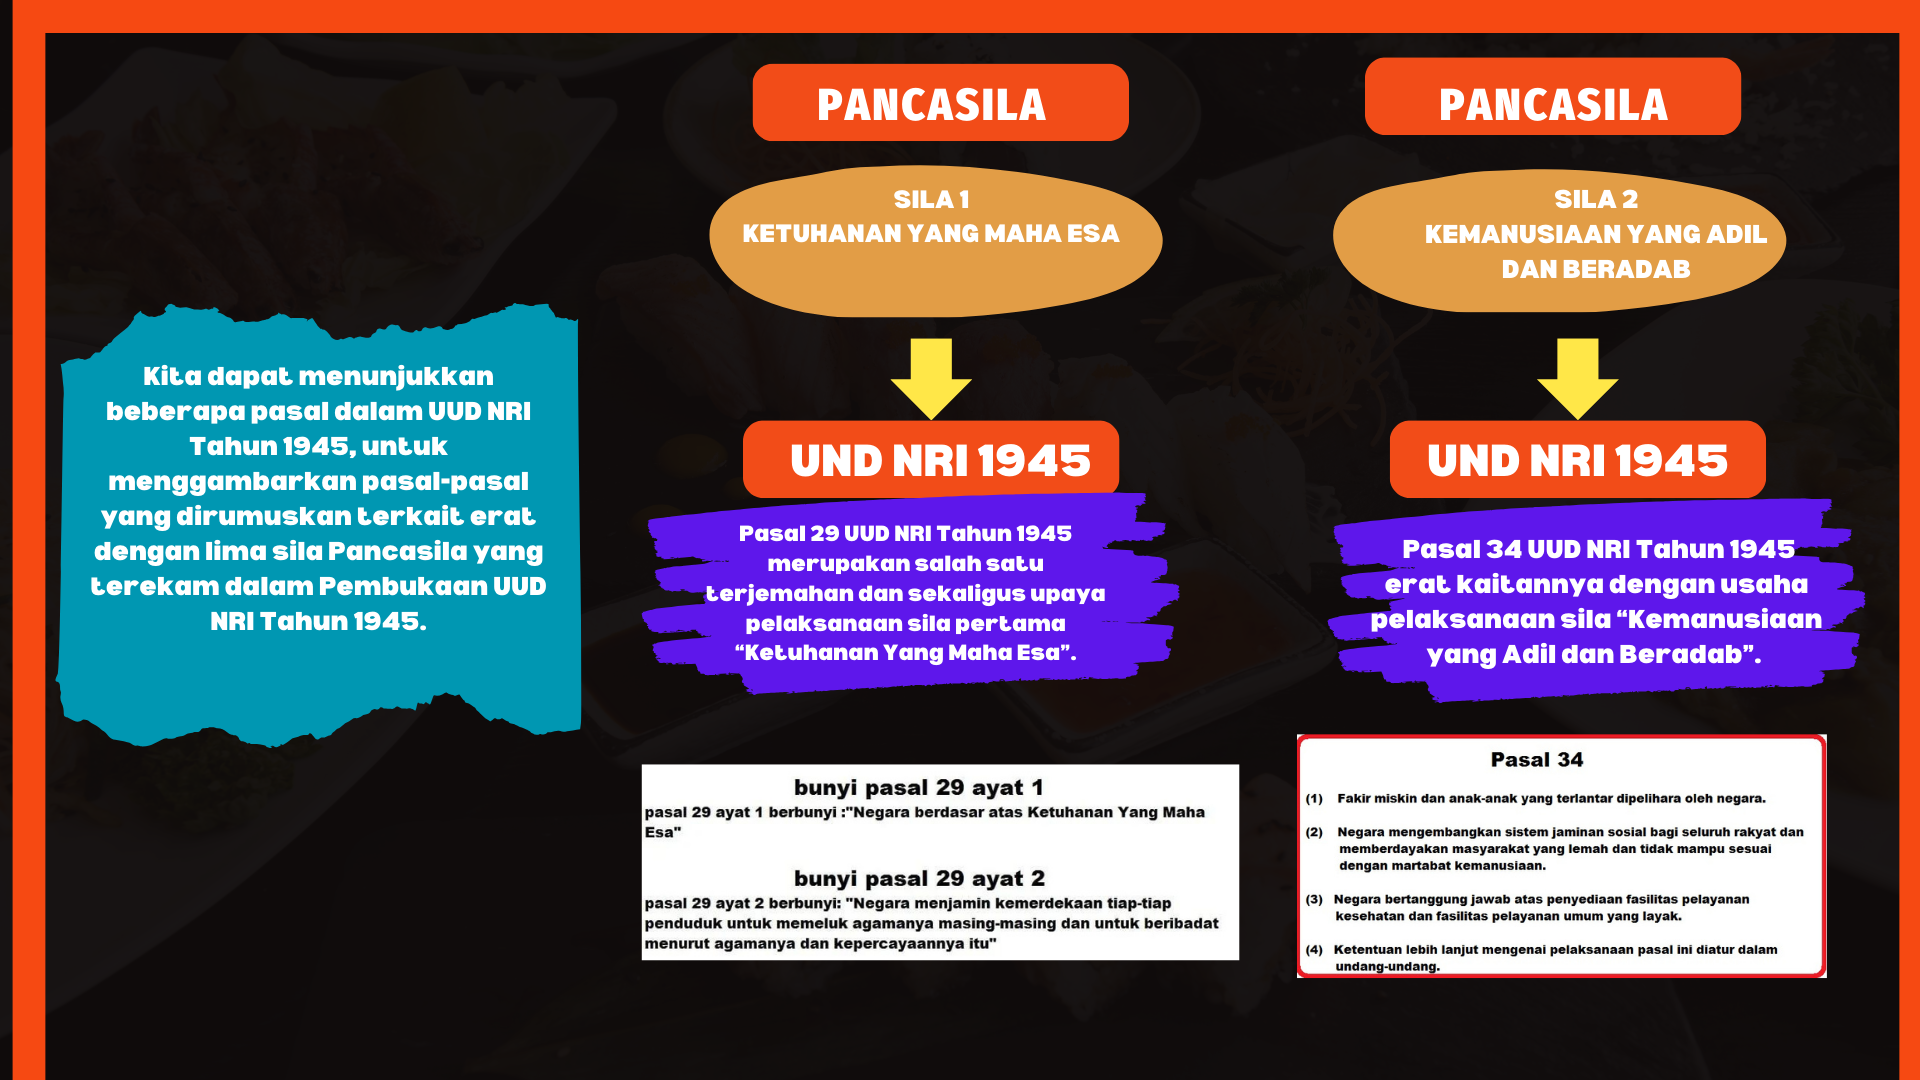 Kita dapat menunjukkan
beberapa pasal dalam UUD NRI
Tahun 1945, untuk
menggambarkan pasal-pasal
yang dirumuskan terkait erat
dengan lima sila Pancasila yang
terekam dalam Pembukaan UUD
NRI Tahun 1945.
PANCASILA
SILA 1
KETUHANAN YANG MAHA ESA
UND NRI 1945
Pasal 29 UUD NRI Tahun 1945
merupakan salah satu
terjemahan dan sekaligus upaya
pelaksanaan sila pertama
“Ketuhanan Yang Maha Esa”.
bunyi pasal 29 ayat 1
pasal 29 ayat 1 berbunyi :"Negara berdasar atas Ketuhanan Yang Maha
Esa"
bunyi pasal 29 ayat 2
pasal 29 ayat 2 berbunyi: "Negara menjamin kemerdekaan tiap-tiap
penduduk untuk memeluk agamanya masing-masing dan untuk beribadat
menurut agamanya dan kepercayaannya itu"
PANCASILA
SILA 2
KEMANUSIAAN YANG ADIL
DAN BERADAB
UND NRI 1945
Pasal 34 UUD NRI Tahun 1945
erat kaitannya dengan usaha
pelaksanaan sila “Kemanusiaan
yang Adil dan Beradab”.
Pasal 34
(1) Fakir miskin dan anak-anak yang terlantar dipelihara oleh negara.
(2) Negara mengembangkan sistem jaminan sosial bagi seluruh rakyat dan
memberdayakan masyarakat yang lemah dan tidak mampu sesuai
dengan martabat kemanusiaan.
(3) Negara bertanggung jawab atas penyediaan fasilitas pelayanan
kesehatan dan fasilitas pelayanan umum yang layak.
(4) Ketentuan lebih lanjut mengenai pelaksanaan pasal ini diatur dalam
undang-undang.